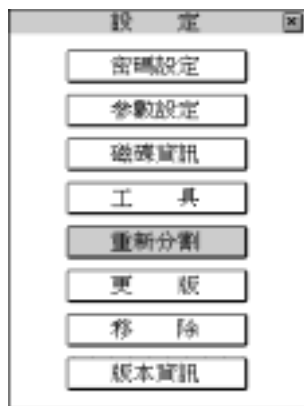 設 定
密碼設定
參數設定
磁碟資訊
工 具
重新分割
更 版
移 除
版本資訊